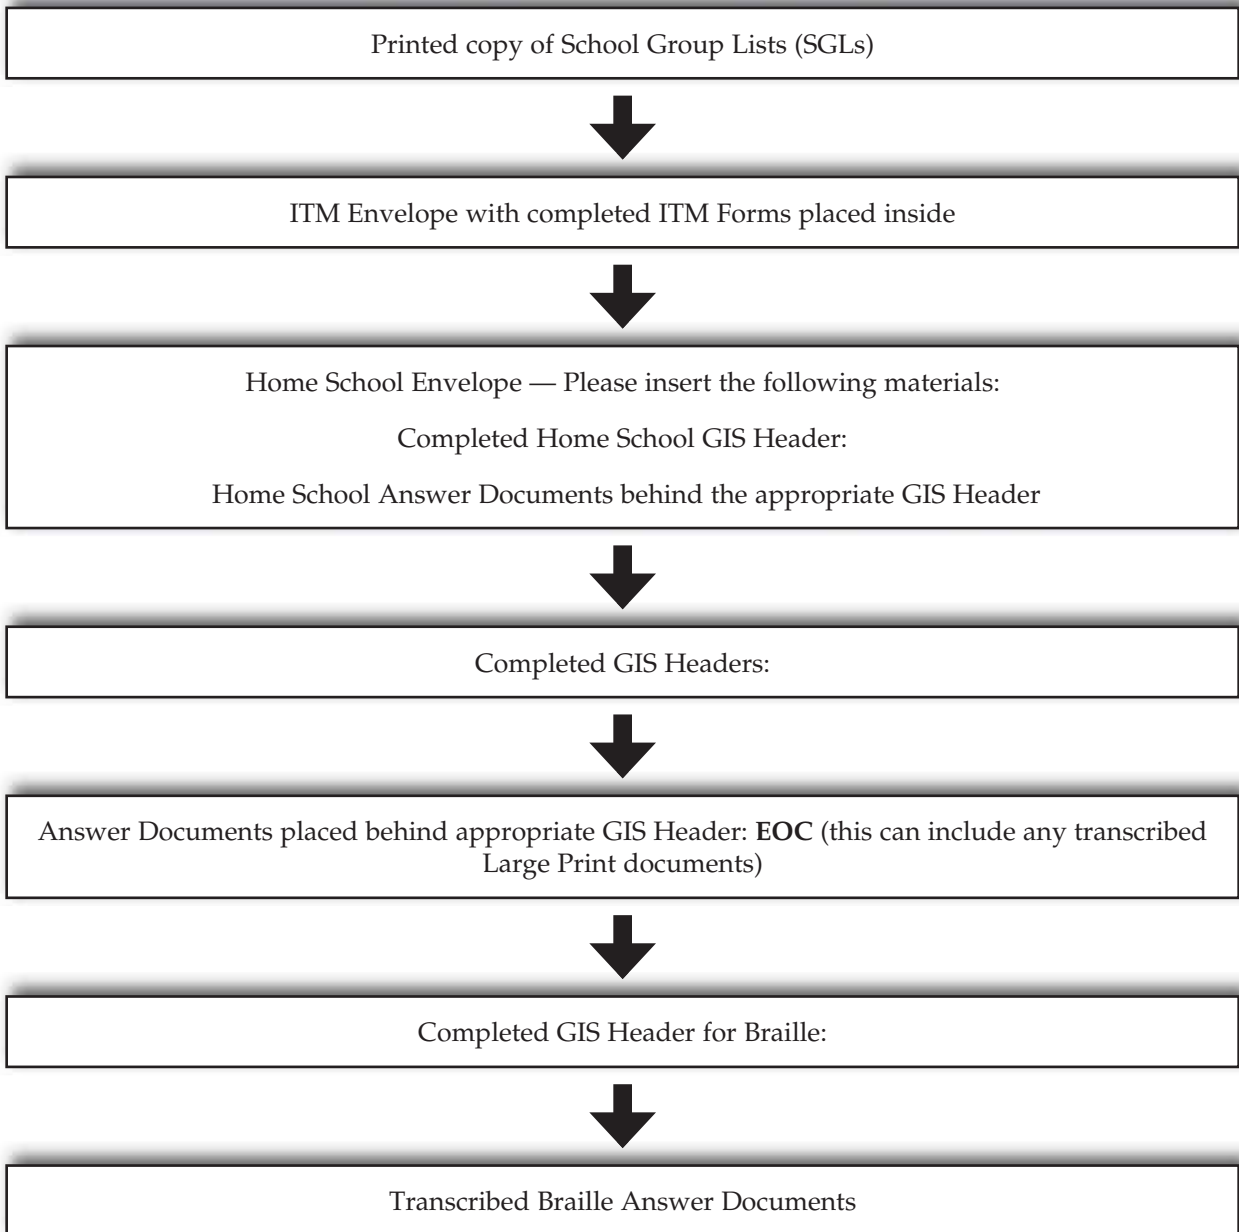 Printed copy of School Group Lists (SGLs)
ITM Envelope with completed ITM Forms placed inside
Home School Envelope — Please insert the following materials:
Completed Home School GIS Header:
Home School Answer Documents behind the appropriate GIS Header
Completed GIS Headers:
Answer Documents placed behind appropriate GIS Header: EOC (this can include any transcribed
Large Print documents)
Completed GIS Header for Braille:
Transcribed Braille Answer Documents